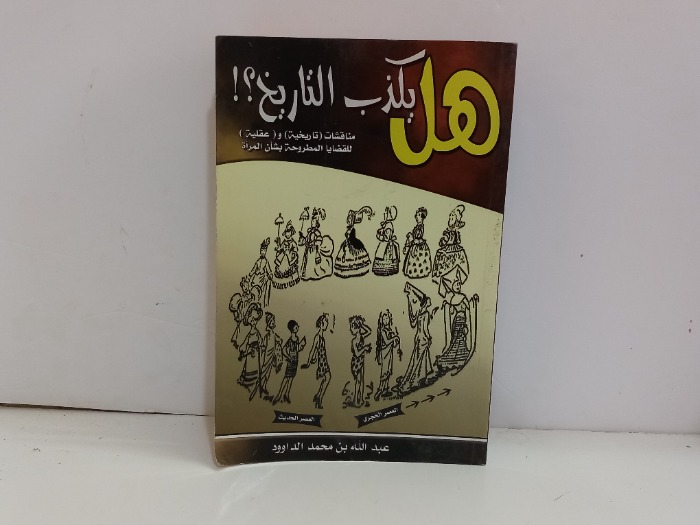 هل يكذب التاريخ؟!
مناقشات (تاريخية) و( عقلية )
للقضايا المطروحة بشأن المرأة
العصر الحجري
العصر الحديث
عبد الله بن محمد الداوود